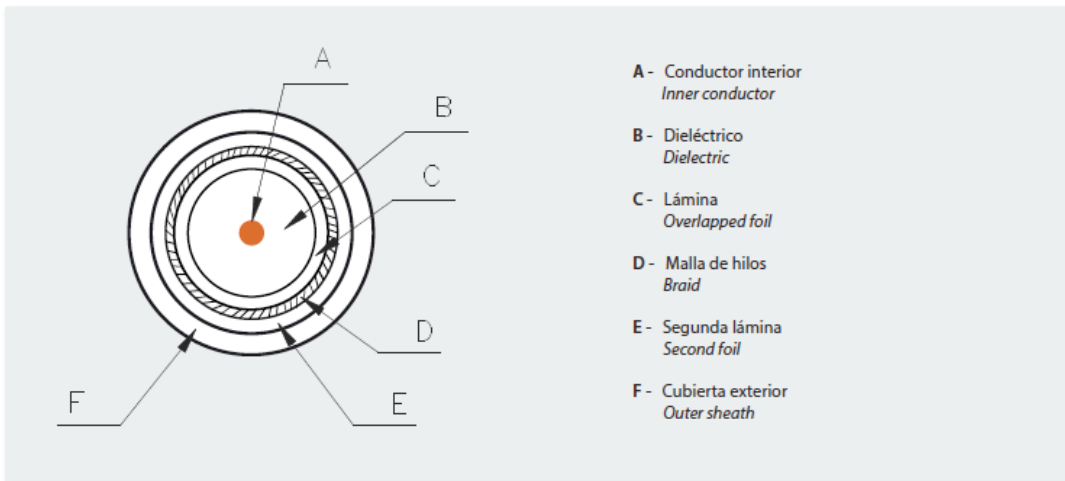 A
B
C
D
E
F
A - Conductor interior
Inner conductor
B - Dieléctrico
Dielectric
C - Lámina
Overlapped foil
D - Malla de hilos
Braid
E - Segunda lámina
Second foil
F - Cubierta exterior
Outer sheath